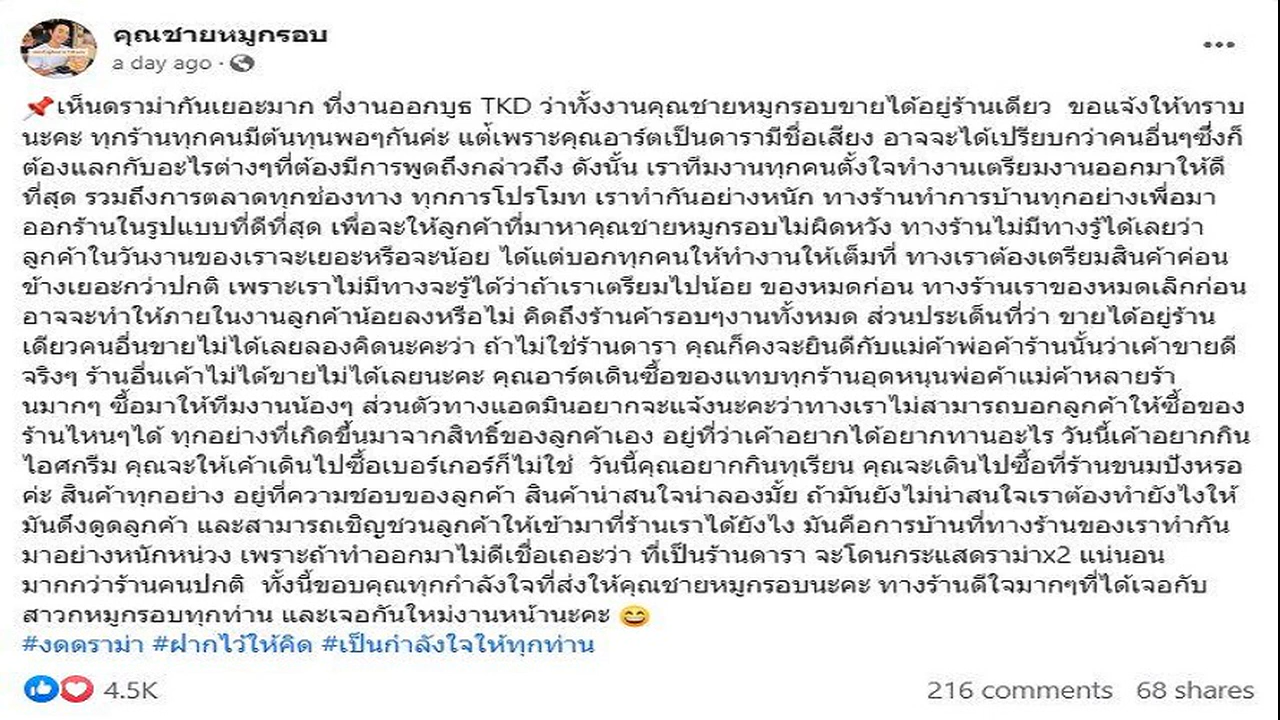 คุณชายหมูกรอบ
a day ago ·
📌เห็นดราม่ากันเยอะมาก ที่งานออกบูธ TKD ว่าทั้งงานคุณชายหมูกรอบขายได้อยู่ร้านเดียว ขอแจ้งให้ทราบ
นะคะ ทุกร้านทุกคนมีต้นทุนพอๆกันค่ะ แต่เพราะคุณอาร์ตเป็นดารามีชื่อเสียง อาจจะได้เปรียบกว่าคนอื่นๆซึ่งก็
ต้องแลกกับอะไรต่างๆที่ต้องมีการพูดถึงกล่าวถึง ดังนั้น เราทีมงานทุกคนตั้งใจทำงานเตรียมงานออกมาให้ดี
ที่สุด รวมถึงการตลาดทุกช่องทาง ทุกการโปรโมท เราทำกันอย่างหนัก ทางร้านทำการบ้านทุกอย่างเพื่อมา
ออกร้านในรูปแบบที่ดีที่สุด เพื่อจะให้ลูกค้าที่มาหาคุณชายหมูกรอบไม่ผิดหวัง ทางร้านไม่มีทางรู้ได้เลยว่า
ลูกค้าในวันงานของเราจะเยอะหรือจะน้อย ได้แต่บอกทุกคนให้ทำงานให้เต็มที่ ทางเราต้องเตรียมสินค้าค่อน
ข้างเยอะกว่าปกติ เพราะเราไม่มีทางจะรู้ได้ว่าถ้าเราเตรียมไปน้อย ของหมดก่อน ทางร้านเราของหมดเลิกก่อน
อาจจะทำให้ภายในงานลูกค้าน้อยลงหรือไม่ คิดถึงร้านค้ารอบๆงานทั้งหมด ส่วนประเด็นที่ว่า ขายได้อยู่ร้าน
เดียวคนอื่นขายไม่ได้เลยลองคิดนะคะว่า ถ้าไม่ใช่ร้านดารา คุณก็คงจะยินดีกับแม่ค้าพ่อค้าร้านนั้นว่าเค้าขายดี
จริงๆ ร้านอื่นเค้าไม่ได้ขายไม่ได้เลยนะคะ คุณอาร์ตเดินซื้อของแทบทุกร้านอุดหนุนพ่อค้าแม่ค้าหลายร้า
นมากๆ ซื้อมาให้ทีมงานน้องๆ ส่วนตัวทางแอดมินอยากจะแจ้งนะคะว่าทางเราไม่สามารถบอกลูกค้าให้ซื้อของ
ร้านไหนๆได้ ทุกอย่างที่เกิดขึ้นมาจากสิทธิ์ของลูกค้าเอง อยู่ที่ว่าเค้าอยากได้อยากทานอะไร วันนี้เค้าอยากกิน
ไอศกรีม คุณจะให้เค้าเดินไปซื้อเบอร์เกอร์ก็ไม่ใช่ วันนี้คุณอยากกินทุเรียน คุณจะเดินไปซื้อที่ร้านขนมปังหรอ
ค่ะ สินค้าทุกอย่าง อยู่ที่ความชอบของลูกค้า สินค้าน่าสนใจน่าลองมั้ย ถ้ามันยังไม่น่าสนใจเราต้องทำยังไงให้
มันดึงดูดลูกค้า และสามารถเชิญชวนลูกค้าให้เข้ามาที่ร้านเราได้ยังไง มันคือการบ้านที่ทางร้านของเราทำกัน
มาอย่างหนักหน่วง เพราะถ้าทำออกมาไม่ดีเชื่อเถอะว่า ที่เป็นร้านดารา จะโดนกระแสดราม่าx2 แน่นอน
มากกว่าร้านคนปกติ ทั้งนี้ขอบคุณทุกกำลังใจที่ส่งให้คุณชายหมูกรอบนะคะ ทางร้านดีใจมากๆที่ได้เจอกับ
สาวกหมูกรอบทุกท่าน และเจอกันใหม่งานหน้านะคะ 😄
#งดดราม่า #ฝากไว้ให้คิด #เป็นกำลังใจให้ทุกท่าน
4.5K 216 comments 68 shares